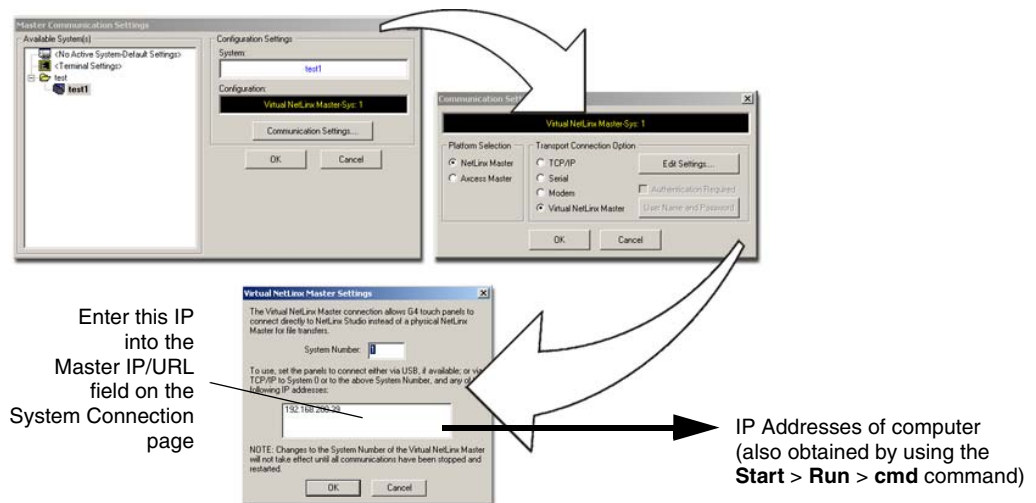 Master Communication Settings
Available System(s)
<No Active System-Default Settings>
<Terminal Settings>
test
test1
Configuration Settings
System:
test1
Configuration:
Virtual NetLinx Master-Sys: 1
Communication Settings...
OK
Cancel
Communication Sett
Virtual NetLinx Master-Sys: 1
Platform Selection
NetLinx Master
Axcess Master
Transport Connection Option
TCP/IP
Serial
Modem
Virtual NetLinx Master
Edit Settings...
Authentication Required
User Name and Password
OK
Cancel
Virtual NetLinx Master Settings
The Virtual NetLinx Master connection allows G4 touch panels to
connect directly to NetLinx Studio instead of a physical NetLinx
Master for file transfers.
System Number: 1
To use, set the panels to connect either via USB, if available; or via
TCP/IP to System 0 or to the above System Number, and any of
following IP addresses:
192.168.200.39
NOTE: Changes to the System Number of the Virtual NetLinx Master
will not take effect until all communications have been stopped and
restarted.
OK
Cancel
Enter this IP
into the
Master IP/URL
field on the
System Connection
page
IP Addresses of computer
(also obtained by using the
Start > Run > cmd command)